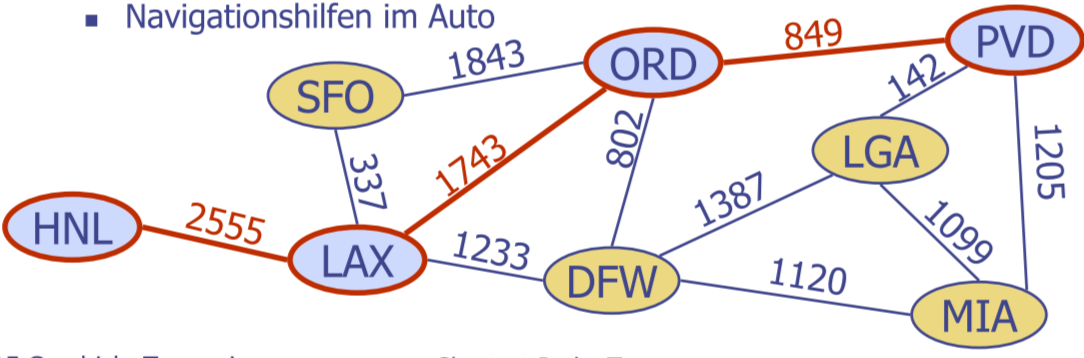 ▪ Navigationshilfen im Auto
849
PVD
ORD
1843
142
SFO
802
LGA
1743
337
1205
1387
2555
HNL
1099
1233
LAX
DFW
1120
MIA